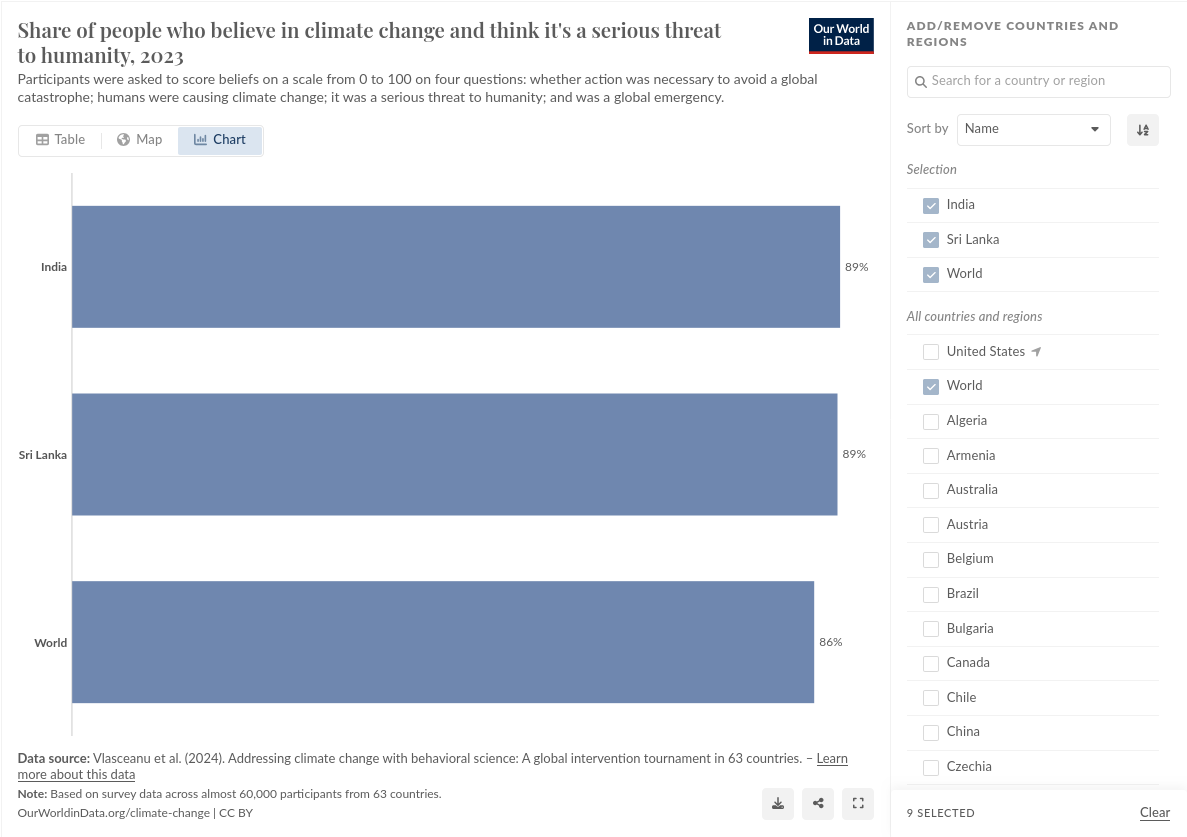 Share of people who believe in climate change and think it's a serious threat
to humanity, 2023
Our World
in Data
Participants were asked to score beliefs on a scale from 0 to 100 on four questions: whether action was necessary to avoid a global
catastrophe; humans were causing climate change; it was a serious threat to humanity; and was a global emergency.
Table
Map
Chart
India
89%
Sri Lanka
89%
World
86%
Data source: Vlasceanu et al. (2024). Addressing climate change with behavioral science: A global intervention tournament in 63 countries. – Learn
more about this data
Note: Based on survey data across almost 60,000 participants from 63 countries.
OurWorldinData.org/climate-change | CC BY
ADD/REMOVE COUNTRIES AND
REGIONS
Search for a country or region
Sort by
Name
Selection
India
Sri Lanka
World
All countries and regions
United States
World
Algeria
Armenia
Australia
Austria
Belgium
Brazil
Bulgaria
Canada
Chile
China
Czechia
9 SELECTED
Clear